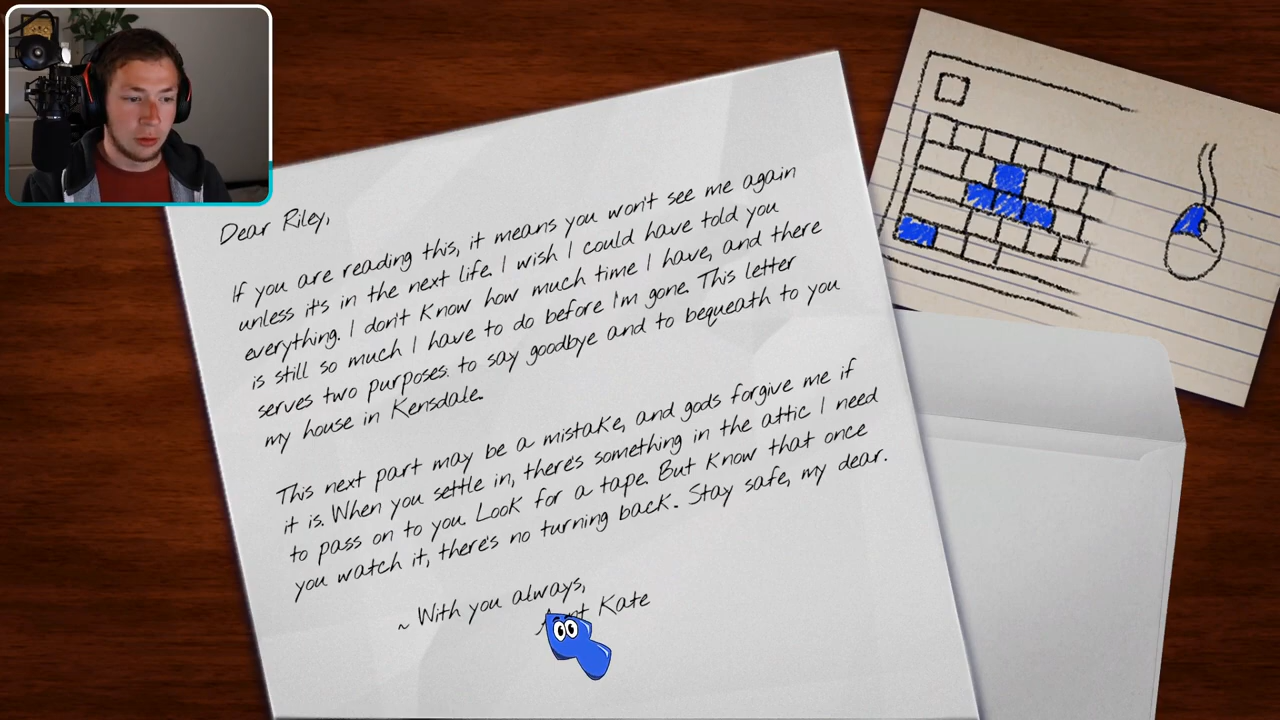 Dear Riley,
If you are reading this, it means you won't see me again
unless it's in the next life. I wish I could have told you
everything. I don't know how much time I have, and there
is still so much I have to do before I'm gone. This letter
serves two purposes: to say goodbye and to bequeath to you
my house in Kensdale.
This next part may be a mistake, and gods forgive me if
it is. When you settle in, there's something in the attic I need
to pass on to you. Look for a tape. But know that once
you watch it, there's no turning back. Stay safe, my dear.
~ With you always,
Kate